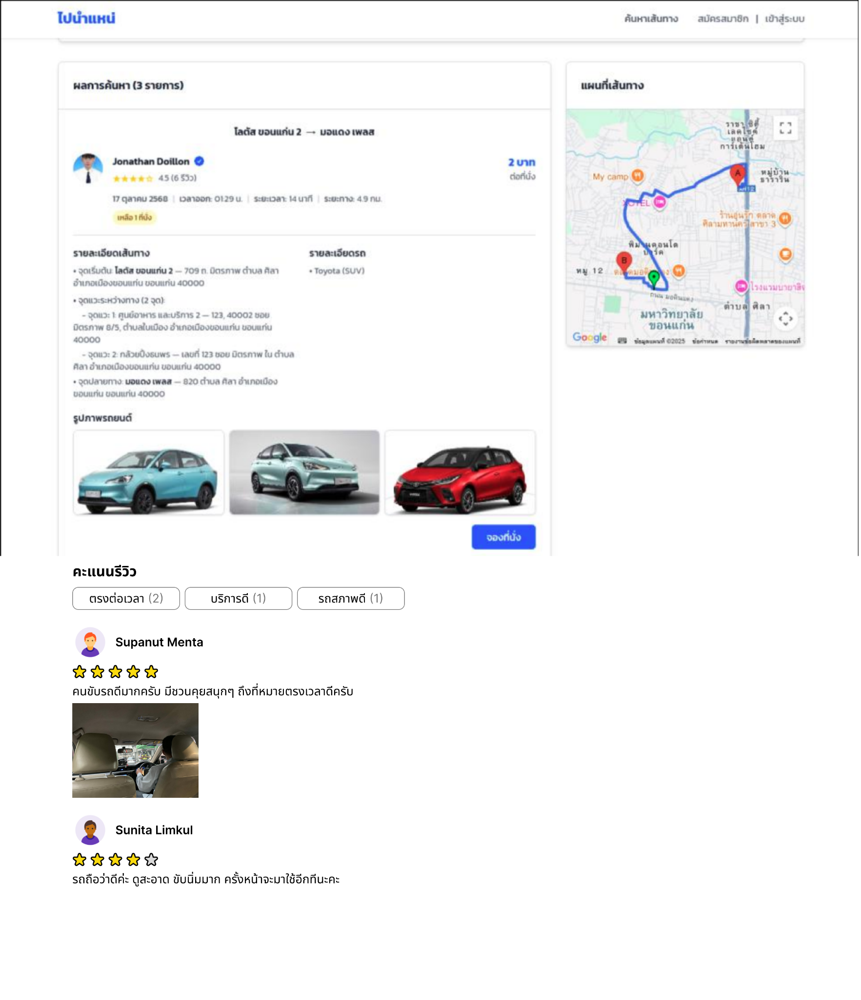 ไปนำแหน่
ค้นหาเส้นทาง
สมัครสมาชิก | เข้าสู่ระบบ
ผลการค้นหา (3 รายการ)
โลตัส ขอนแก่น 2 → มอแดง เพลส
Jonathan Doillon
4.5 (6 รีวิว)
2 บาท
ต่อที่นั่ง
17 ตุลาคม 2568 | เวลาออก: 01:29 น. | ระยะเวลา: 14 นาที | ระยะทาง: 4.9 กม.
เหลือ 1 ที่นั่ง
รายละเอียดเส้นทาง
• จุดเริ่มต้น: โลตัส ขอนแก่น 2 — 709 ถ. มิตรภาพ ตำบล ศิลา
อำเภอเมืองขอนแก่น ขอนแก่น 40000
• จุดแวะระหว่างทาง (2 จุด):
- จุดแวะ 1: ศูนย์อาหาร และบริการ 2 — 123, 40002 ซอย
มิตรภาพ 8/5, ตำบลในเมือง อำเภอเมืองขอนแก่น ขอนแก่น
40000
- จุดแวะ 2: กล้วยปิ้งธนพร — เลขที่ 123 ซอย มิตรภาพ ใน ตำบล
ศิลา อำเภอเมืองขอนแก่น ขอนแก่น 40000
• จุดปลายทาง: มอแดง เพลส — 820 ตำบล ศิลา อำเภอเมือง
ขอนแก่น ขอนแก่น 40000
รายละเอียดรถ
• Toyota (SUV)
รูปภาพรถยนต์
จองที่นั่ง
แผนที่เส้นทาง
ราชา ซิตี้
เลคไซค์
แอนด์
การ์เด้นโฮม
A
หมู่บ้าน
ธาราริน
AH12
My camp
XOTEL
ร้านอุ่นรัก ตลาด
ศิลามหานคร สาขา 3
B
หมู่ 12
ถนน มอดินแดง
โรงแรมบายาสิ
ตำบล ศิลา
มหาวิทยาลัย
ขอนแก่น
Google
ข้อมูลแผนที่ ©2025
ข้อกำหนด
รายงานข้อผิดพลาดของแผนที่
คะแนนรีวิว
ตรงต่อเวลา (2)
บริการดี (1)
รถสภาพดี (1)
Supanut Menta
คนขับรถดีมากครับ มีชวนคุยสนุกๆ ถึงที่หมายตรงเวลาดีครับ
Sunita Limkul
รถถือว่าดีค่ะ ดูสะอาด ขับนิ่มมาก ครั้งหน้าจะมาใช้อีกทีนะคะ